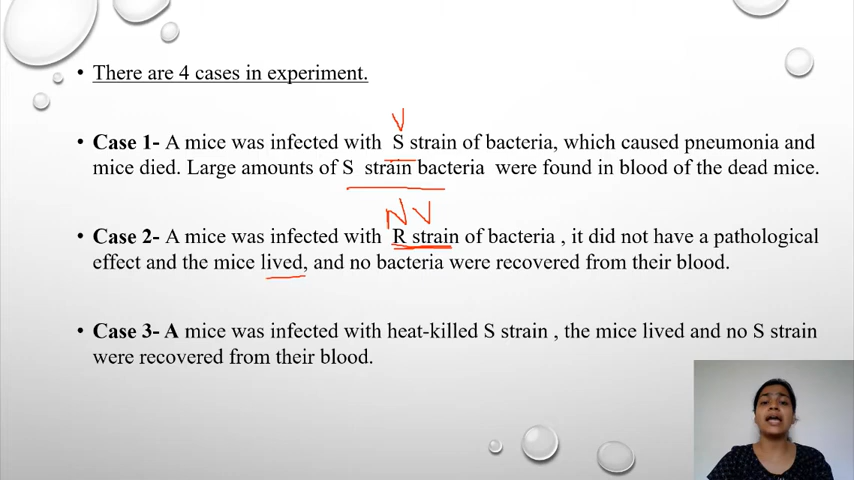 • There are 4 cases in experiment.
V
• Case 1- A mice was infected with S strain of bacteria, which caused pneumonia and
mice died. Large amounts of S strain bacteria were found in blood of the dead mice.
NV
• Case 2- A mice was infected with R strain of bacteria , it did not have a pathological
effect and the mice lived, and no bacteria were recovered from their blood.
• Case 3- A mice was infected with heat-killed S strain , the mice lived and no S strain
were recovered from their blood.